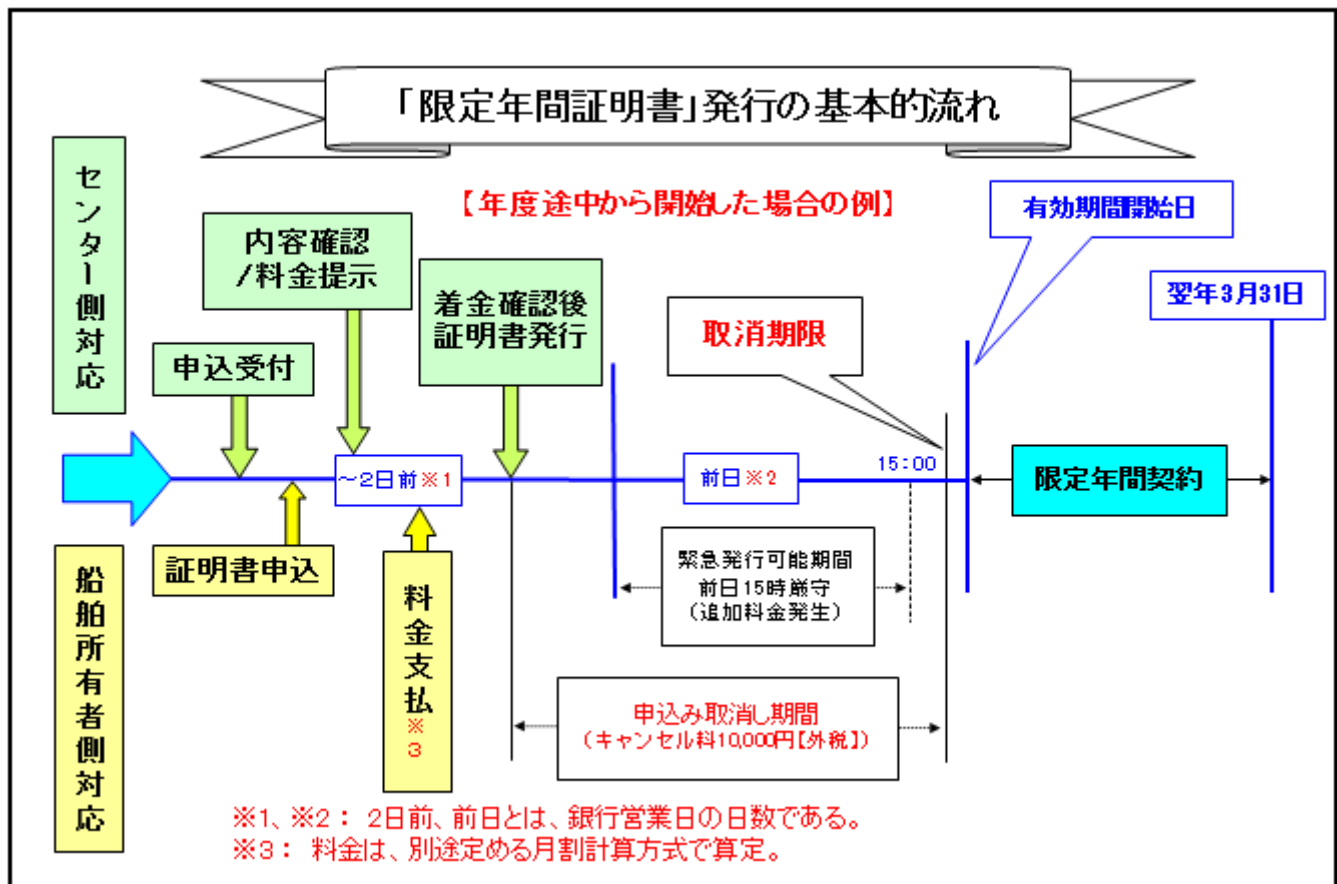 「限定年間証明書」発行の基本的流れ
【年度途中から開始した場合の例】
センター側対応
内容確認
/料金提示
着金確認後
証明書発行
申込受付
取消期限
有効期間開始日
翌年3月31日
～2日前※1
前日※2
15:00
限定年間契約
証明書申込
料金支払※3
緊急発行可能期間
前日15時厳守
（追加料金発生）
申込み取消し期間
（キャンセル料10,000円【外税】）
船舶所有者側対応
※1、※2： 2日前、前日とは、銀行営業日の日数である。
※3： 料金は、別途定める月割計算方式で算定。